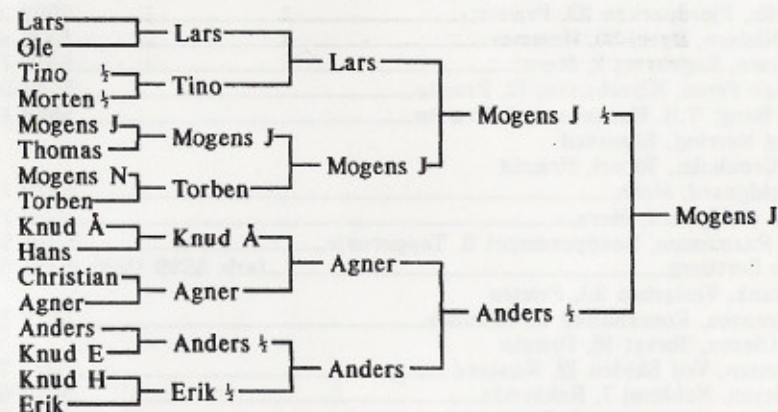 Lars
Ole
Tino ½
Morten ½
Mogens J
Thomas
Mogens N
Torben
Knud Å
Hans
Christian
Agner
Anders
Knud E
Knud H
Erik
Lars
Tino
Mogens J
Torben
Knud Å
Agner
Anders ½
Erik ½
Lars
Mogens J
Agner
Anders
Mogens J ½
Anders ½
Mogens J